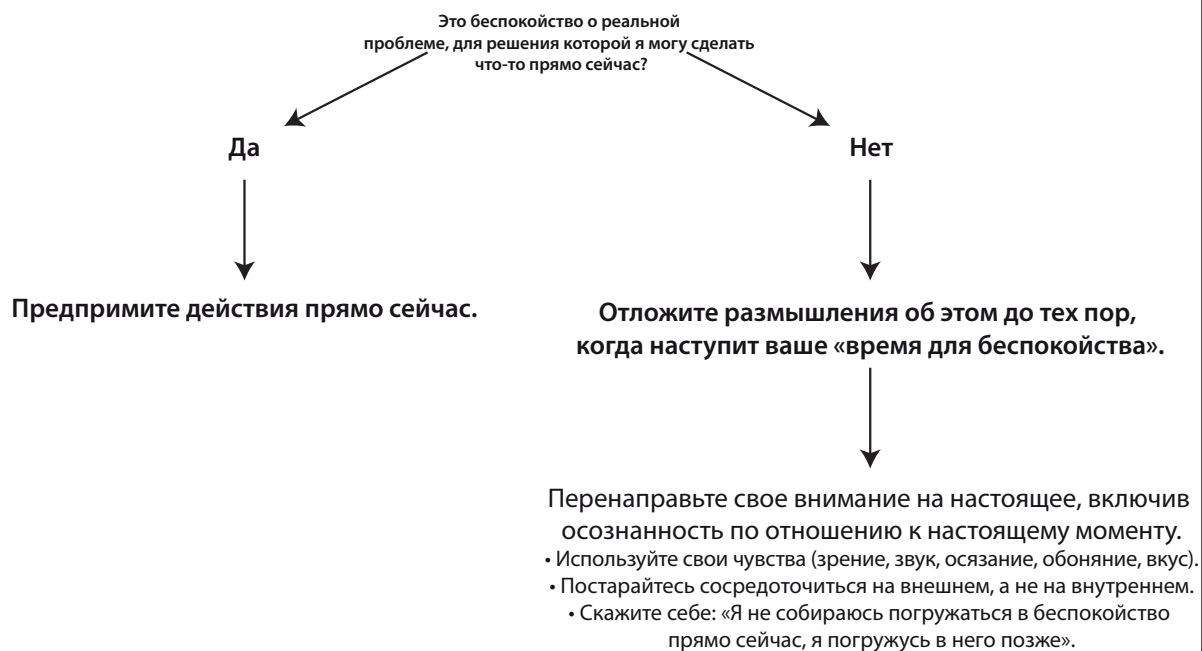 Это беспокойство о реальной
проблеме, для решения которой я могу сделать
что-то прямо сейчас?
Да
Нет
Предпримите действия прямо сейчас.
Отложите размышления об этом до тех пор,
когда наступит ваше «время для беспокойства».
Перенаправьте свое внимание на настоящее, включив
осознанность по отношению к настоящему моменту.
• Используйте свои чувства (зрение, звук, осязание, обоняние, вкус).
• Постарайтесь сосредоточиться на внешнем, а не на внутреннем.
• Скажите себе: «Я не собираюсь погружаться в беспокойство
прямо сейчас, я погружусь в него позже».